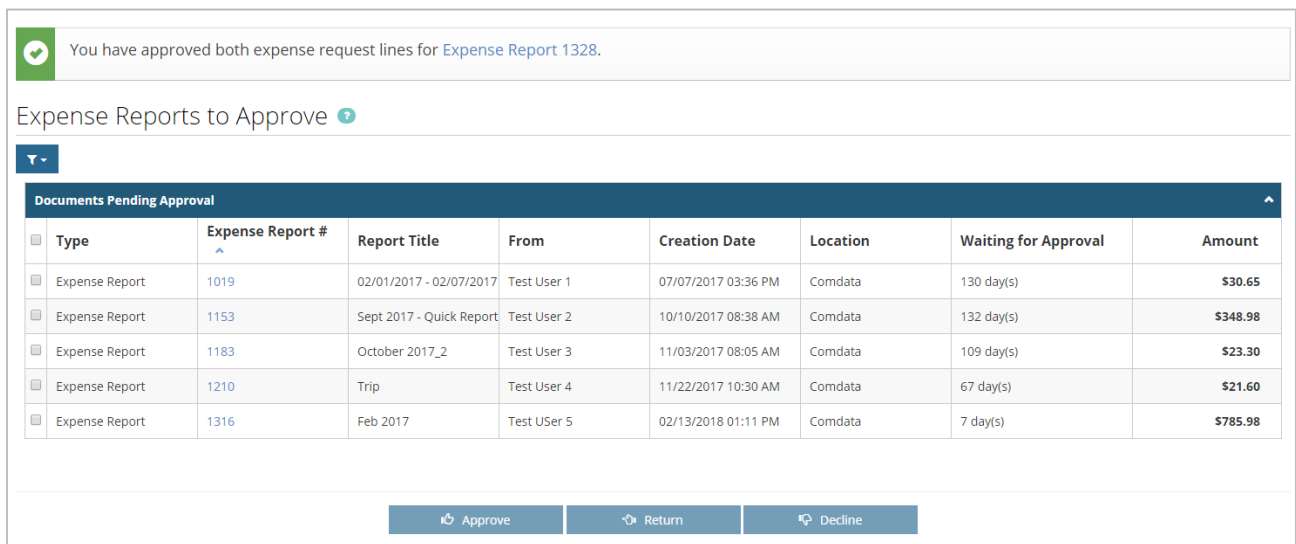 You have approved both expense request lines for Expense Report 1328.
Expense Reports to Approve ?
Documents Pending Approval
Type Expense Report # Report Title From Creation Date Location Waiting for Approval Amount
Expense Report 1019 02/01/2017 - 02/07/2017 Test User 1 07/07/2017 03:36 PM Comdata 130 day(s) $30.65
Expense Report 1153 Sept 2017 - Quick Report Test User 2 10/10/2017 08:38 AM Comdata 132 day(s) $348.98
Expense Report 1183 October 2017_2 Test User 3 11/03/2017 08:05 AM Comdata 109 day(s) $23.30
Expense Report 1210 Trip Test User 4 11/22/2017 10:30 AM Comdata 67 day(s) $21.60
Expense Report 1316 Feb 2017 Test USer 5 02/13/2018 01:11 PM Comdata 7 day(s) $785.98
Approve Return Decline